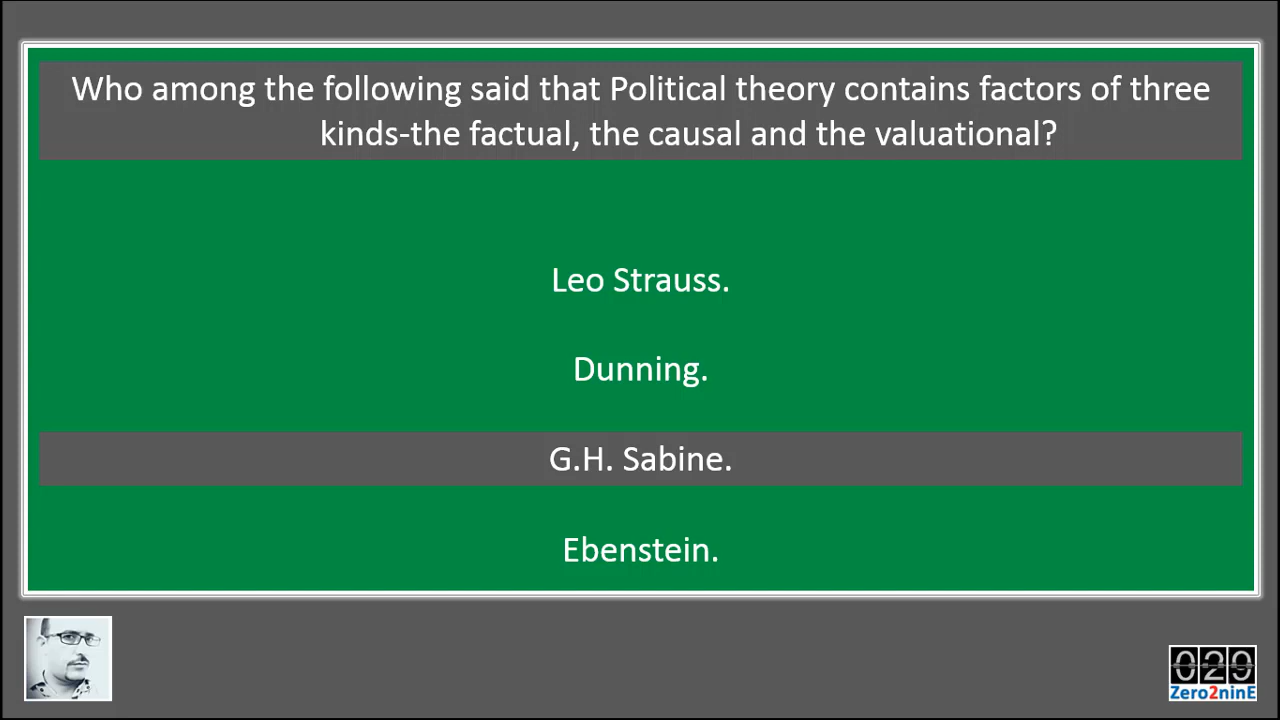 Who among the following said that Political theory contains factors of three
kinds-the factual, the causal and the valuational?
Leo Strauss.
Dunning.
G.H. Sabine.
Ebenstein.
029
Zero2ninE